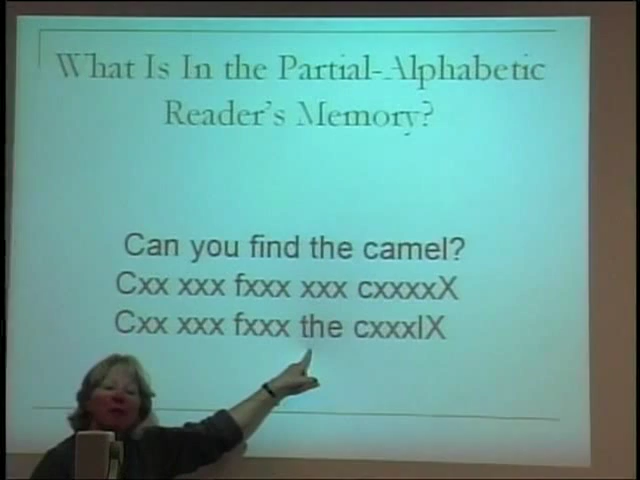 What Is In the Partial-Alphabetic
Reader's Memory?
Can you find the camel?
Cxx xxx fxxx xxx cxxxxX
Cxx xxx fxxx the cxxxlX